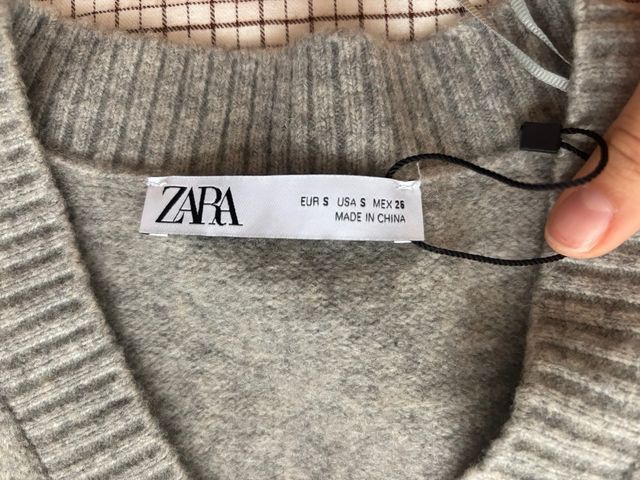 ZARA
EUR S USA S MEX 26
MADE IN CHINA